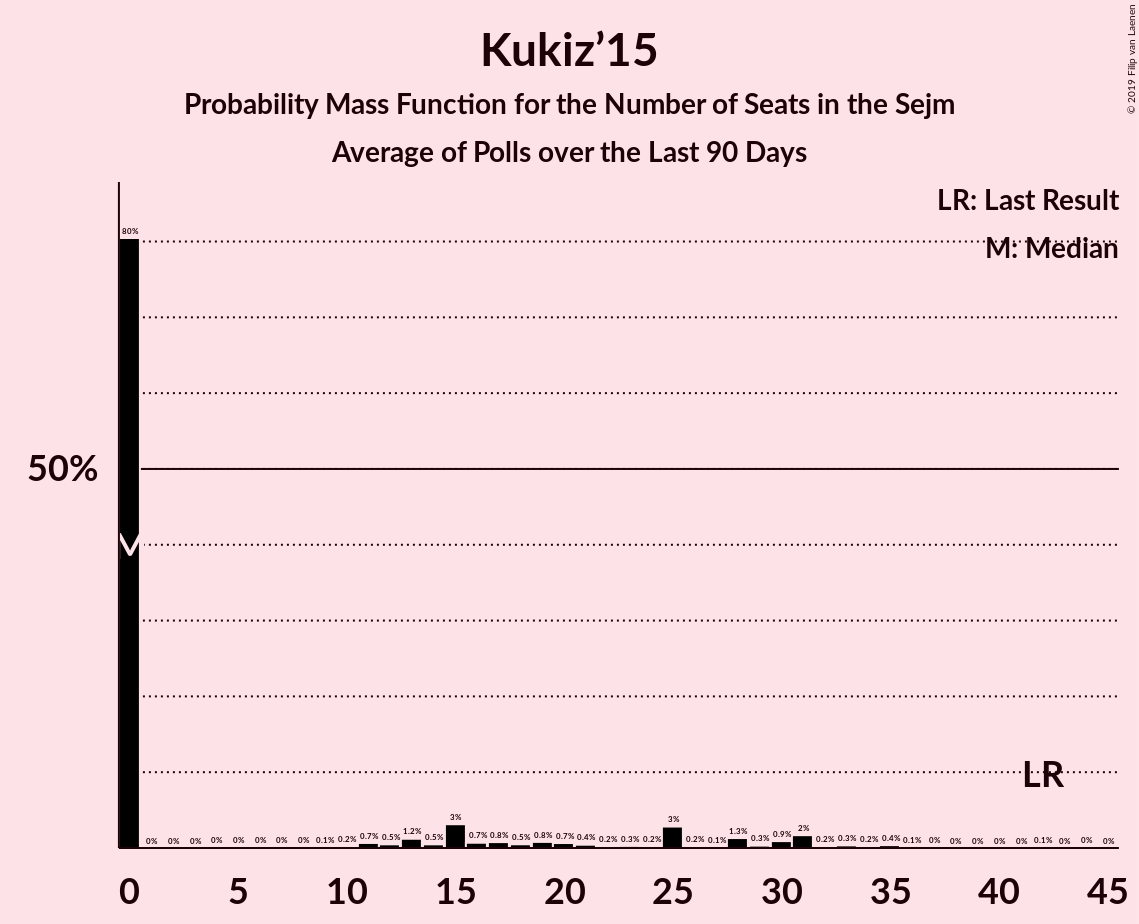 Kukiz’15
Probability Mass Function for the Number of Seats in the Sejm
Average of Polls over the Last 90 Days
© 2019 Filip van Laenen
LR: Last Result
M: Median
80%
50%
LR
0% 0% 0% 0% 0% 0% 0% 0% 0.1% 0.2% 0.7% 0.5% 1.2% 0.5% 3% 0.7% 0.8% 0.5% 0.8% 0.7% 0.4% 0.2% 0.3% 0.2% 3% 0.2% 0.1% 1.3% 0.3% 0.9% 2% 0.2% 0.3% 0.2% 0.4% 0.1% 0% 0% 0% 0% 0% 0.1% 0% 0% 0%
0 5 10 15 20 25 30 35 40 45